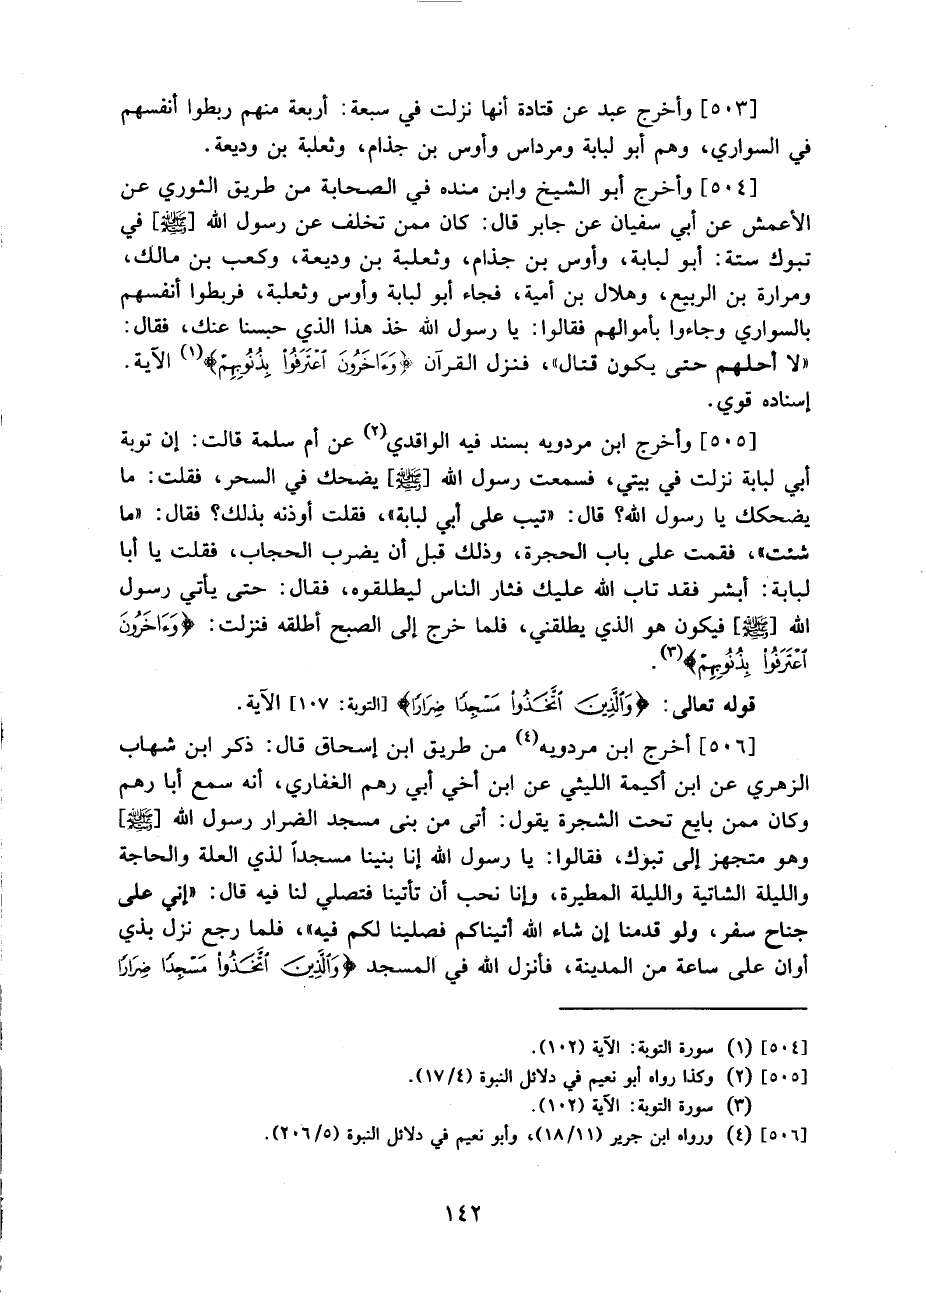 [٥٠٣] وأخرج عبد عن قتادة أنها نزلت في سبعة: أربعة منهم ربطوا أنفسهم
في السواري، وهم أبو لبابة ومرداس وأوس بن جذام، وثعلبة بن وديعة.
[٥٠٤] وأخرج أبو الشيخ وابن منده في الصحابة من طريق الثوري عن
الأعمش عن أبي سفيان عن جابر قال: كان ممن تخلف عن رسول الله [ﷺ] في
تبوك ستة: أبو لبابة، وأوس بن جذام، وثعلبة بن وديعة، وكعب بن مالك،
ومرارة بن الربيع، وهلال بن أمية، فجاء أبو لبابة وأوس وثعلبة، فربطوا أنفسهم
بالسواري وجاءوا بأموالهم فقالوا: يا رسول الله خذ هذا الذي حبسنا عنك، فقال:
«لا أحلهم حتى يكون قتال»، فنزل القرآن ﴿وَءَاخَرُونَ ٱعْتَرَفُوا۟ بِذُنُوبِهِمْ﴾(١) الآية.
إسناده قوي.
[٥٠٥] وأخرج ابن مردويه بسند فيه الواقدي(٢) عن أم سلمة قالت: إن توبة
أبي لبابة نزلت في بيتي، فسمعت رسول الله [ﷺ] يضحك في السحر، فقلت: ما
يضحكك يا رسول الله؟ قال: «تيب على أبي لبابة»، فقلت أوذنه بذلك؟ فقال: «ما
شئت»، فقمت على باب الحجرة، وذلك قبل أن يضرب الحجاب، فقلت يا أبا
لبابة: أبشر فقد تاب الله عليك فثار الناس ليطلقوه، فقال: حتى يأتي رسول
الله [ﷺ] فيكون هو الذي يطلقني، فلما خرج إلى الصبح أطلقه فنزلت: ﴿وَءَاخَرُونَ
ٱعْتَرَفُوا۟ بِذُنُوبِهِمْ﴾(٣).
قوله تعالى: ﴿وَٱلَّذِينَ ٱتَّخَذُوا۟ مَسْجِدًا ضِرَارًا﴾ [التوبة: ١٠٧] الآية.
[٥٠٦] أخرج ابن مردويه(٤) من طريق ابن إسحاق قال: ذكر ابن شهاب
الزهري عن ابن أكيمة الليثي عن ابن أخي أبي رهم الغفاري، أنه سمع أبا رهم
وكان ممن بايع تحت الشجرة يقول: أتى من بنى مسجد الضرار رسول الله [ﷺ]
وهو متجهز إلى تبوك، فقالوا: يا رسول الله إنا بنينا مسجداً لذي العلة والحاجة
والليلة الشاتية والليلة المطيرة، وإنا نحب أن تأتينا فتصلي لنا فيه قال: «إني على
جناح سفر، ولو قدمنا إن شاء الله أتيناكم فصلينا لكم فيه»، فلما رجع نزل بذي
أوان على ساعة من المدينة، فأنزل الله في المسجد ﴿وَٱلَّذِينَ ٱتَّخَذُوا۟ مَسْجِدًا ضِرَارًا
[٥٠٤] (١) سورة التوبة: الآية (١٠٢).
[٥٠٥] (٢) وكذا رواه أبو نعيم في دلائل النبوة (١٧/٤).
(٣) سورة التوبة: الآية (١٠٢).
[٥٠٦] (٤) ورواه ابن جرير (١٨/١١)، وأبو نعيم في دلائل النبوة (٢٠٦/٥).
١٤٢